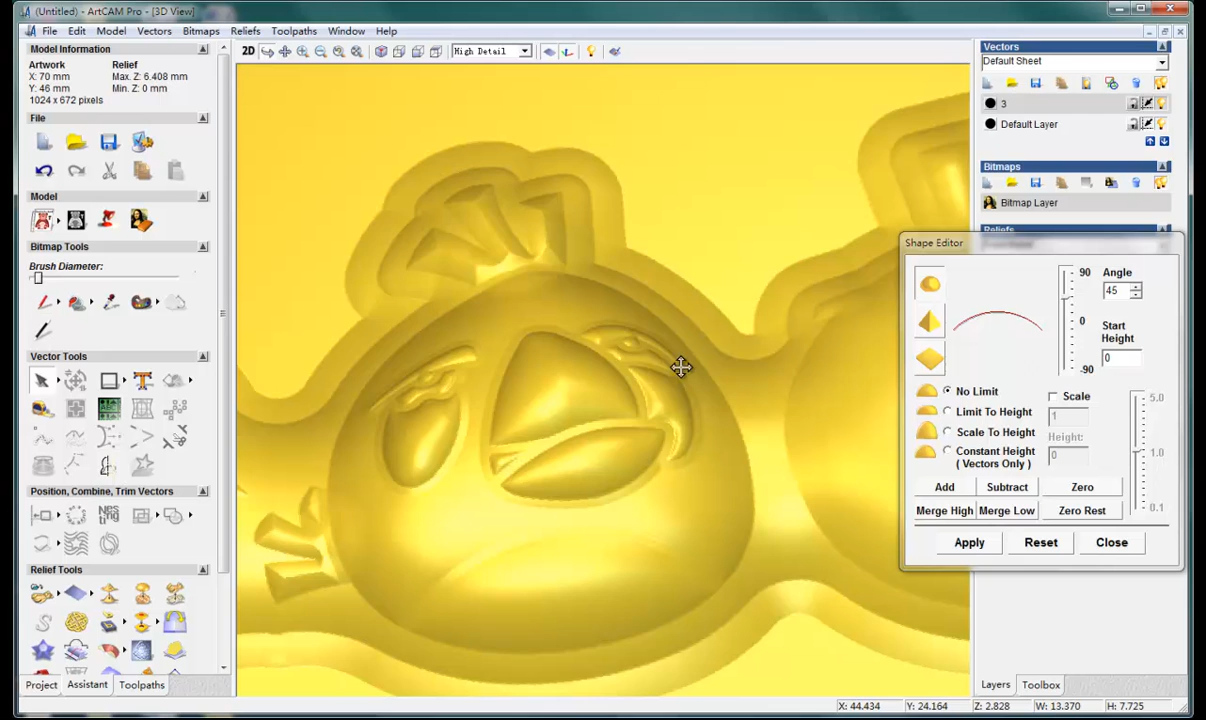 (Untitled) - ArtCAM Pro - [3D View]
File Edit Model Vectors Bitmaps Reliefs Toolpaths Window Help
Model Information
Artwork Relief
X: 70 mm Max. Z: 6.408 mm
Y: 46 mm Min. Z: 0 mm
1024 x 672 pixels
File
Model
Bitmap Tools
Brush Diameter:
Vector Tools
Position, Combine, Trim Vectors
Relief Tools
Project Assistant Toolpaths
2D High Detail
Vectors
Default Sheet
3
Default Layer
Bitmaps
Bitmap Layer
Reliefs
Shape Editor
90 Angle
45
0 Start
Height
0
-90
No Limit Scale 5.0
Limit To Height 1
Scale To Height Height:
Constant Height 0 1.0
( Vectors Only )
Add Subtract Zero
Merge High Merge Low Zero Rest 0.1
Apply Reset Close
Layers Toolbox
X: 44.434 Y: 24.164 Z: 2.828 W: 13.370 H: 7.725